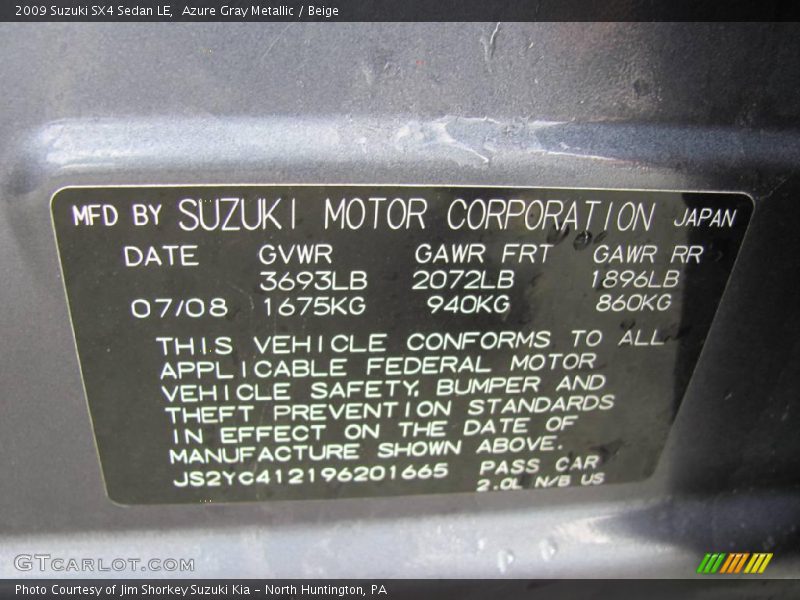 2009 Suzuki SX4 Sedan LE,  Azure Gray Metallic / Beige
MFD BY SUZUKI MOTOR CORPORATION JAPAN
DATE GVWR GAWR FRT GAWR RR
3693LB 2072LB 1896LB
07/08 1675KG 940KG 860KG
THIS VEHICLE CONFORMS TO ALL
APPLICABLE FEDERAL MOTOR
VEHICLE SAFETY, BUMPER AND
THEFT PREVENTION STANDARDS
IN EFFECT ON THE DATE OF
MANUFACTURE SHOWN ABOVE.
JS2YC412196201665 PASS CAR
2.0L N/B US
GTCARLOT.COM
Photo Courtesy of Jim Shorkey Suzuki Kia - North Huntington, PA